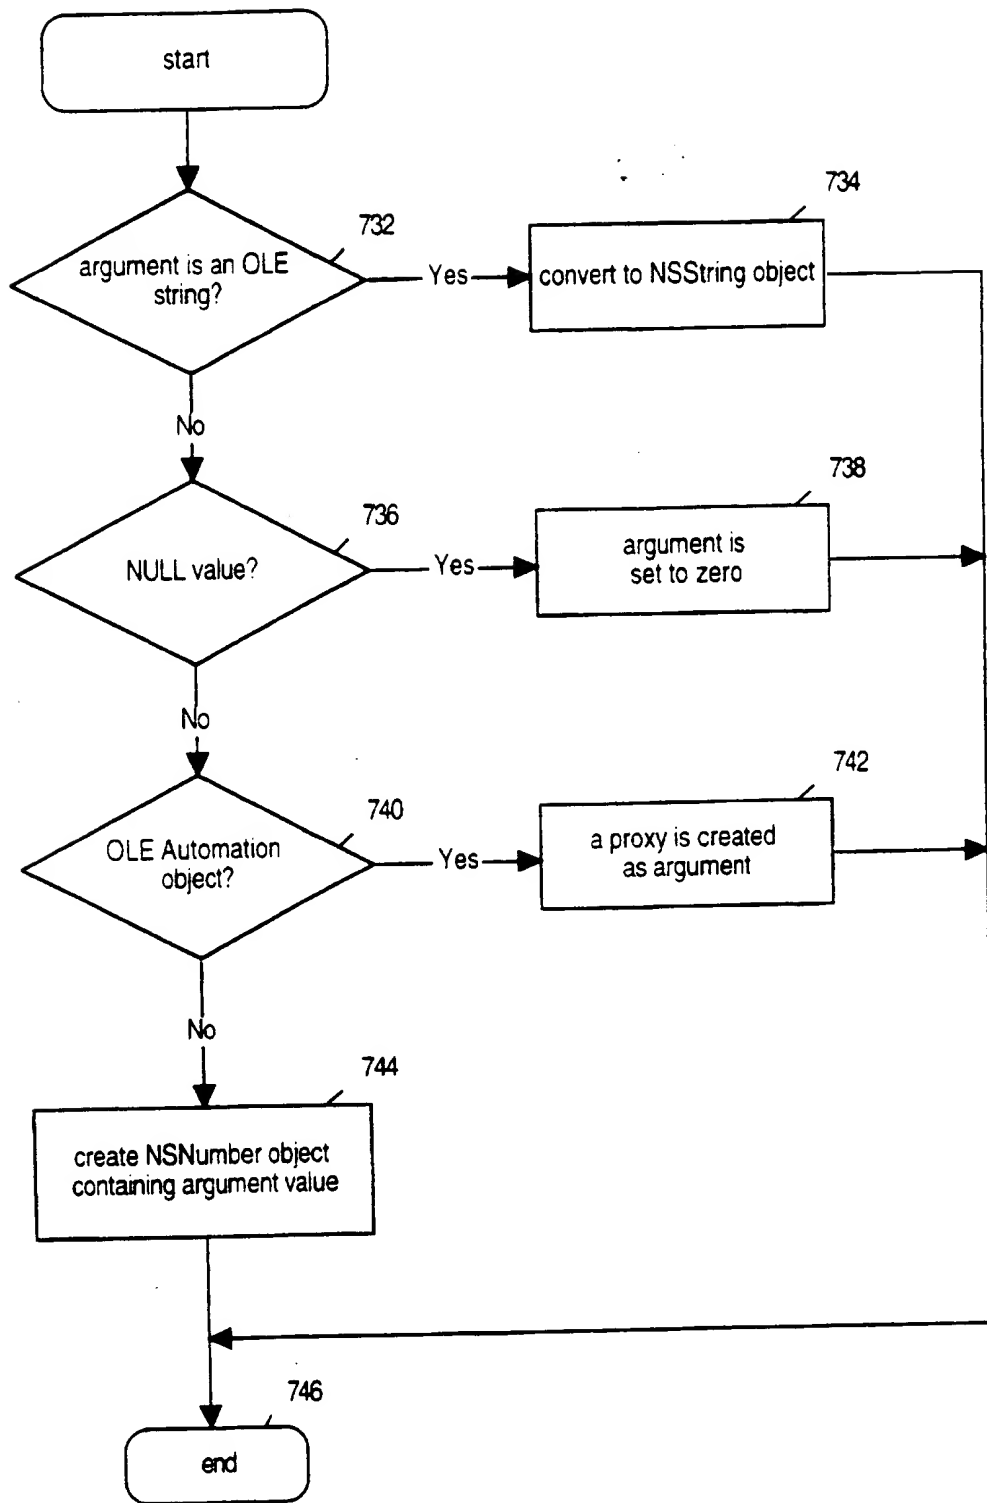 start
732
argument is an OLE
string?
Yes
734
convert to NSString object
No
736
NULL value?
Yes
738
argument is
set to zero
No
740
OLE Automation
object?
Yes
742
a proxy is created
as argument
No
744
create NSNumber object
containing argument value
746
end